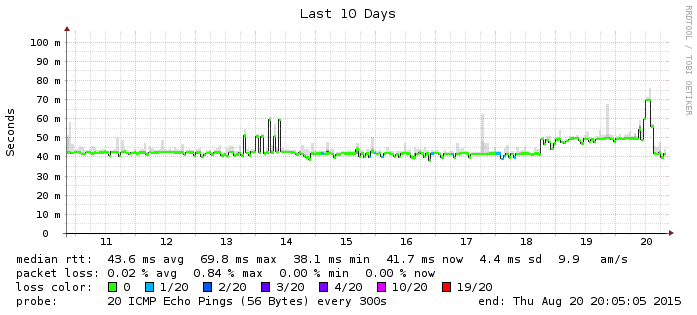 Last 10 Days
RRDTOOL / TOBI OETIKER
Seconds
100 m
90 m
80 m
70 m
60 m
50 m
40 m
30 m
20 m
10 m
0
11 12 13 14 15 16 17 18 19 20
median rtt: 43.6 ms avg 69.8 ms max 38.1 ms min 41.7 ms now 4.4 ms sd 9.9 am/s
packet loss: 0.02 % avg 0.84 % max 0.00 % min 0.00 % now
loss color: 0 1/20 2/20 3/20 4/20 10/20 19/20
probe: 20 ICMP Echo Pings (56 Bytes) every 300s end: Thu Aug 20 20:05:05 2015